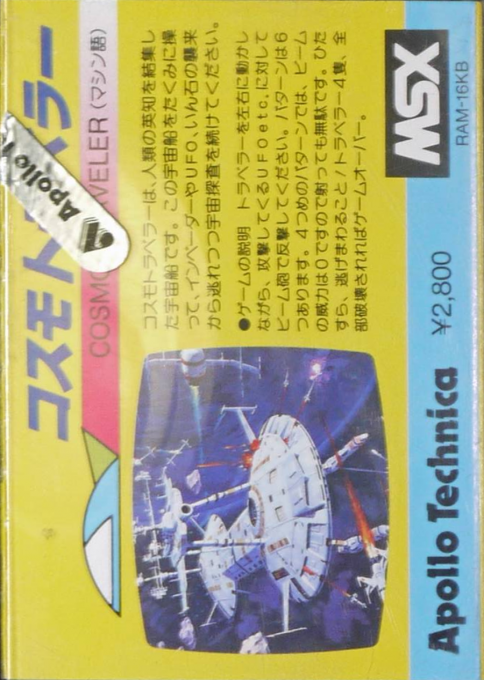 コスモトラベラー
COSMO VELER (マシン語)
コスモトラベラーは、人類の英知を結集し
た宇宙船です。この宇宙船をたくみに操
って、インベーダーやUFO、いん石の襲来
から逃れつつ宇宙探査を続けてください。
●ゲームの説明 トラベラーを左右に動かし
ながら、攻撃してくるUFOetc.に対して
ビーム砲で反撃してください。パターンは6
つあります。4つめのパターンでは、ビーム
の威力は0ですので射っても無駄です。ひた
すら、逃げまわること!トラベラー4隻、全
部破壊されればゲームオーバー。
Apollo
MSX
RAM-16KB
Apollo Technica ¥2,800